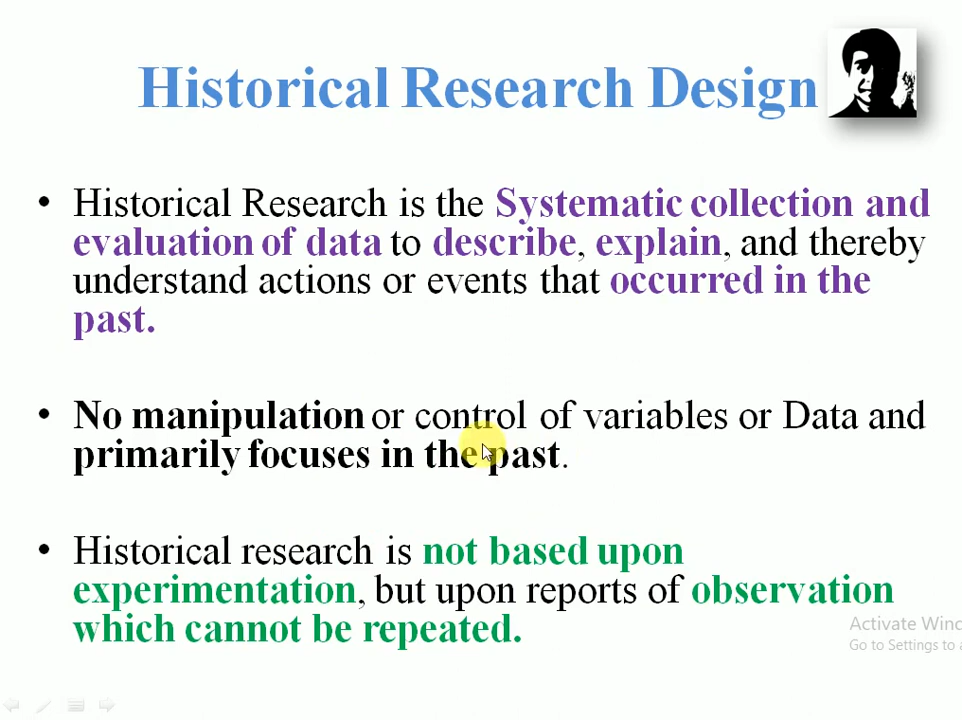 Historical Research Design
• Historical Research is the Systematic collection and
evaluation of data to describe, explain, and thereby
understand actions or events that occurred in the
past.
• No manipulation or control of variables or Data and
primarily focuses in the past.
• Historical research is not based upon
experimentation, but upon reports of observation
which cannot be repeated.
Activate Winc
Go to Settings to a